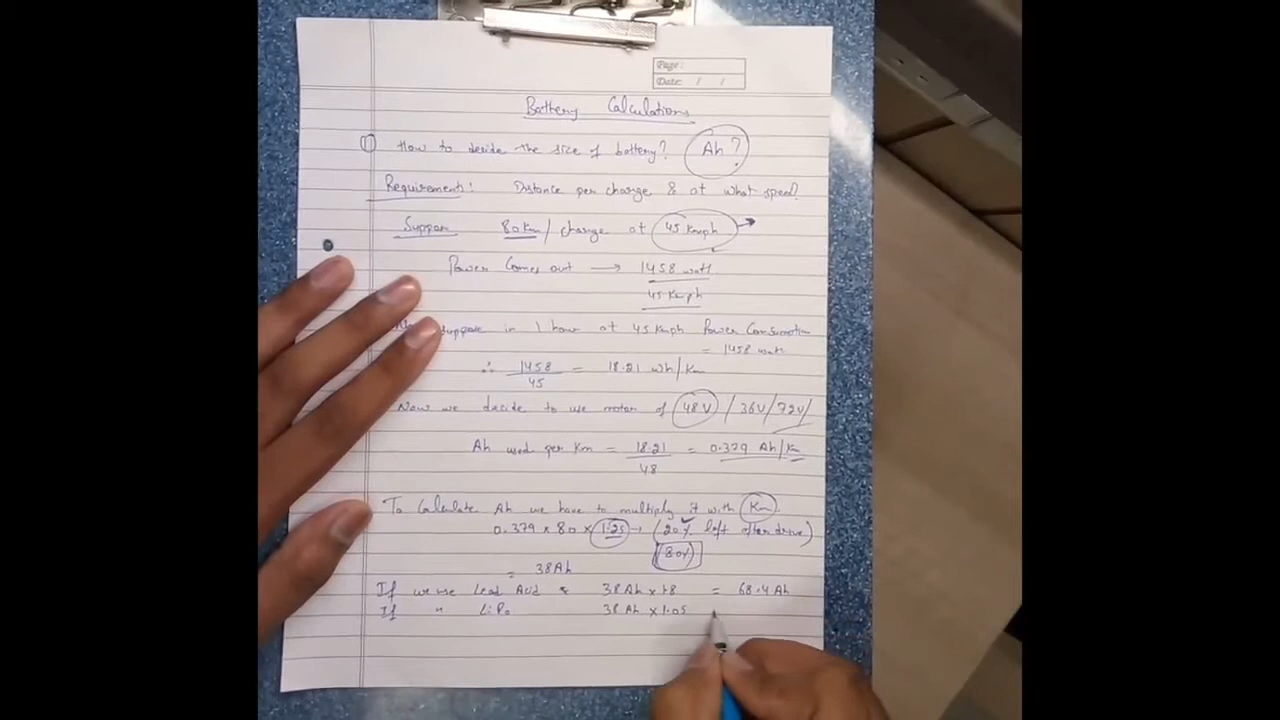 Page:
Date: / /
Battery Calculations
① How to decide the size of battery? Ah?
Requirement: Distance per charge & at what speed?
Suppose 80 Km / charge at 45 Kmph →
Power Comes out → 1458 watt
45 Kmph
suppose in 1 hour at 45 Kmph Power Consumption
= 1458 watt
∴ 1458 = 18.21 Wh/Km
45
Now we decide to use motor of 48 V / 36V / 72V/
Ah used per Km = 18.21 = 0.379 Ah/Km
48
To Calculate Ah we have to multiply it with Km
0.379 × 80 × 1.25 → (20% left after drive)
(80%)
= 38Ah
If we use Lead Acid 38Ah × 1.8 = 68.4 Ah
If " LiPo 38 Ah × 1.05